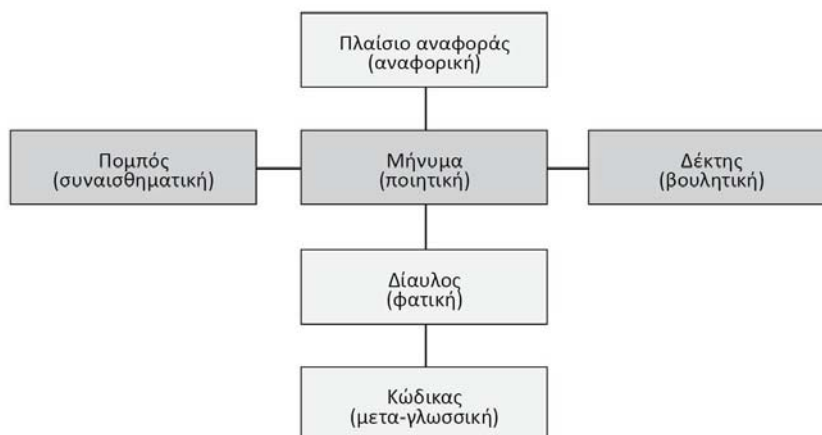 Πλαίσιο αναφοράς
(αναφορική)
Πομπός
(συναισθηματική)
Μήνυμα
(ποιητική)
Δέκτης
(βουλητική)
Δίαυλος
(φατική)
Κώδικας
(μετα-γλωσσική)